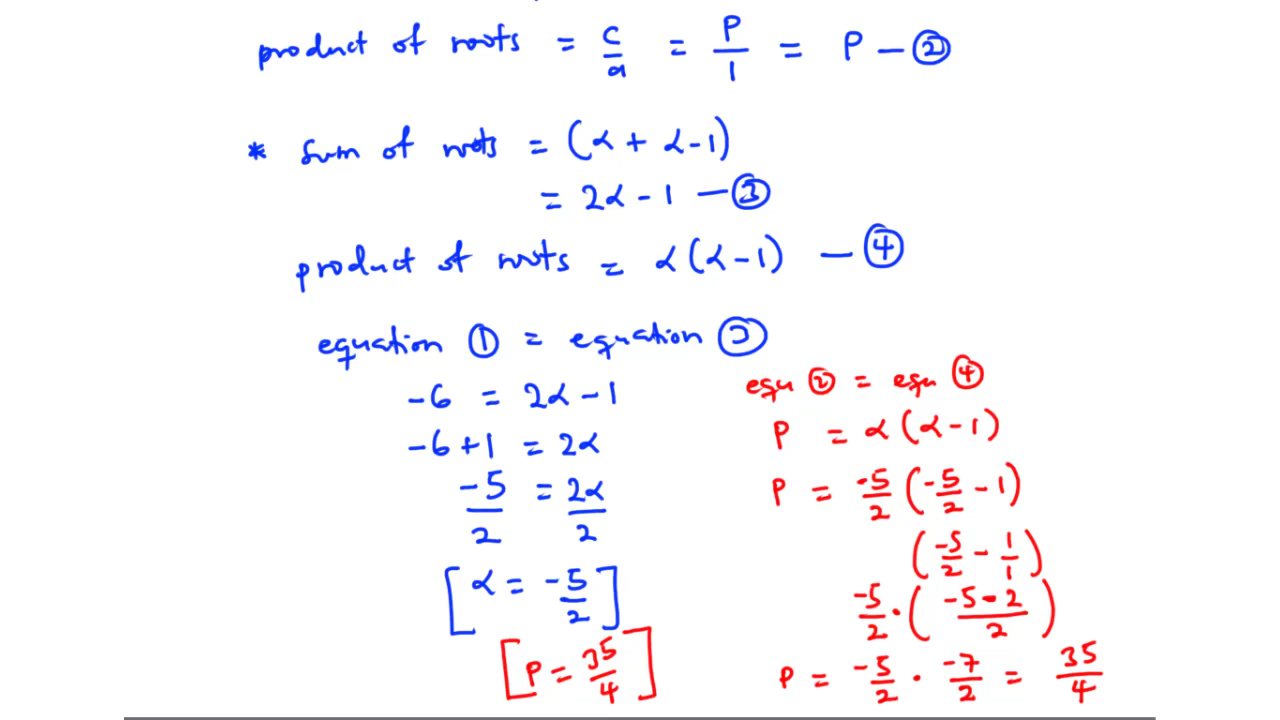 product of roots = c/a = P/1 = P — ②
* Sum of roots = (α + α - 1)
= 2α - 1 — ③
product of roots = α(α - 1) — ④
equation ① = equation ③
-6 = 2α - 1
-6 + 1 = 2α
-5/2 = 2α/2
[α = -5/2]
[P = 35/4]
equ ② = equ ④
P = α(α - 1)
P = -5/2 (-5/2 - 1)
(-5/2 - 1/1)
-5/2 · (-5-2/2)
P = -5/2 · -7/2 = 35/4